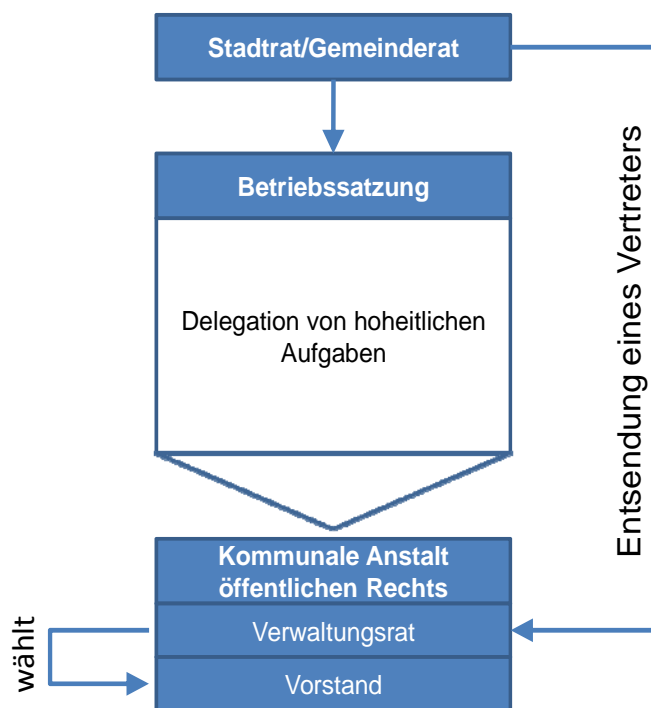 Stadtrat/Gemeinderat
Betriebssatzung
Delegation von hoheitlichen
Aufgaben
Entsendung eines Vertreters
Kommunale Anstalt
öffentlichen Rechts
Verwaltungsrat
Vorstand
wählt